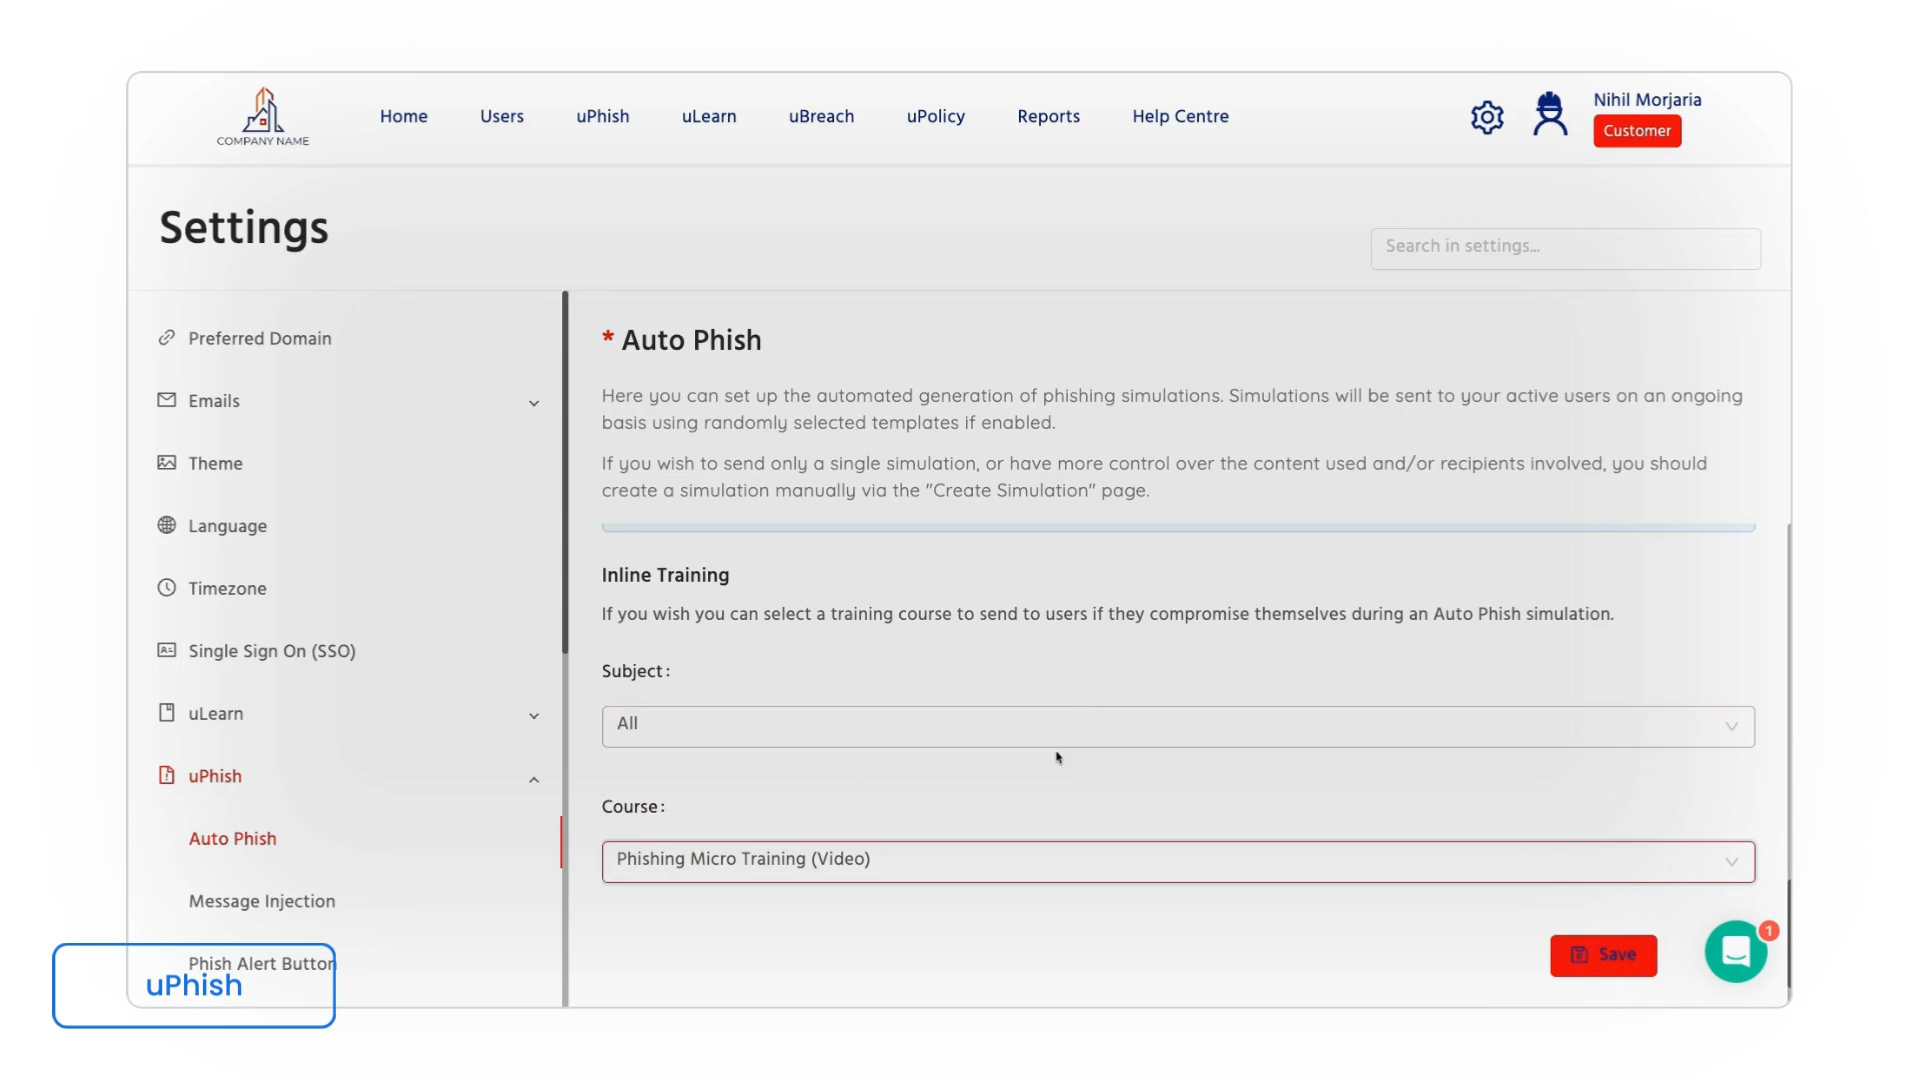 COMPANY NAME
Home
Users
uPhish
uLearn
uBreach
uPolicy
Reports
Help Centre
Nihil Morjaria
Customer
Settings
Search in settings...
Preferred Domain
Emails
Theme
Language
Timezone
Single Sign On (SSO)
uLearn
uPhish
Auto Phish
Message Injection
Phish Alert Button
uPhish
* Auto Phish
Here you can set up the automated generation of phishing simulations. Simulations will be sent to your active users on an ongoing
basis using randomly selected templates if enabled.
If you wish to send only a single simulation, or have more control over the content used and/or recipients involved, you should
create a simulation manually via the "Create Simulation" page.
Inline Training
If you wish you can select a training course to send to users if they compromise themselves during an Auto Phish simulation.
Subject:
All
Course:
Phishing Micro Training (Video)
Save
1